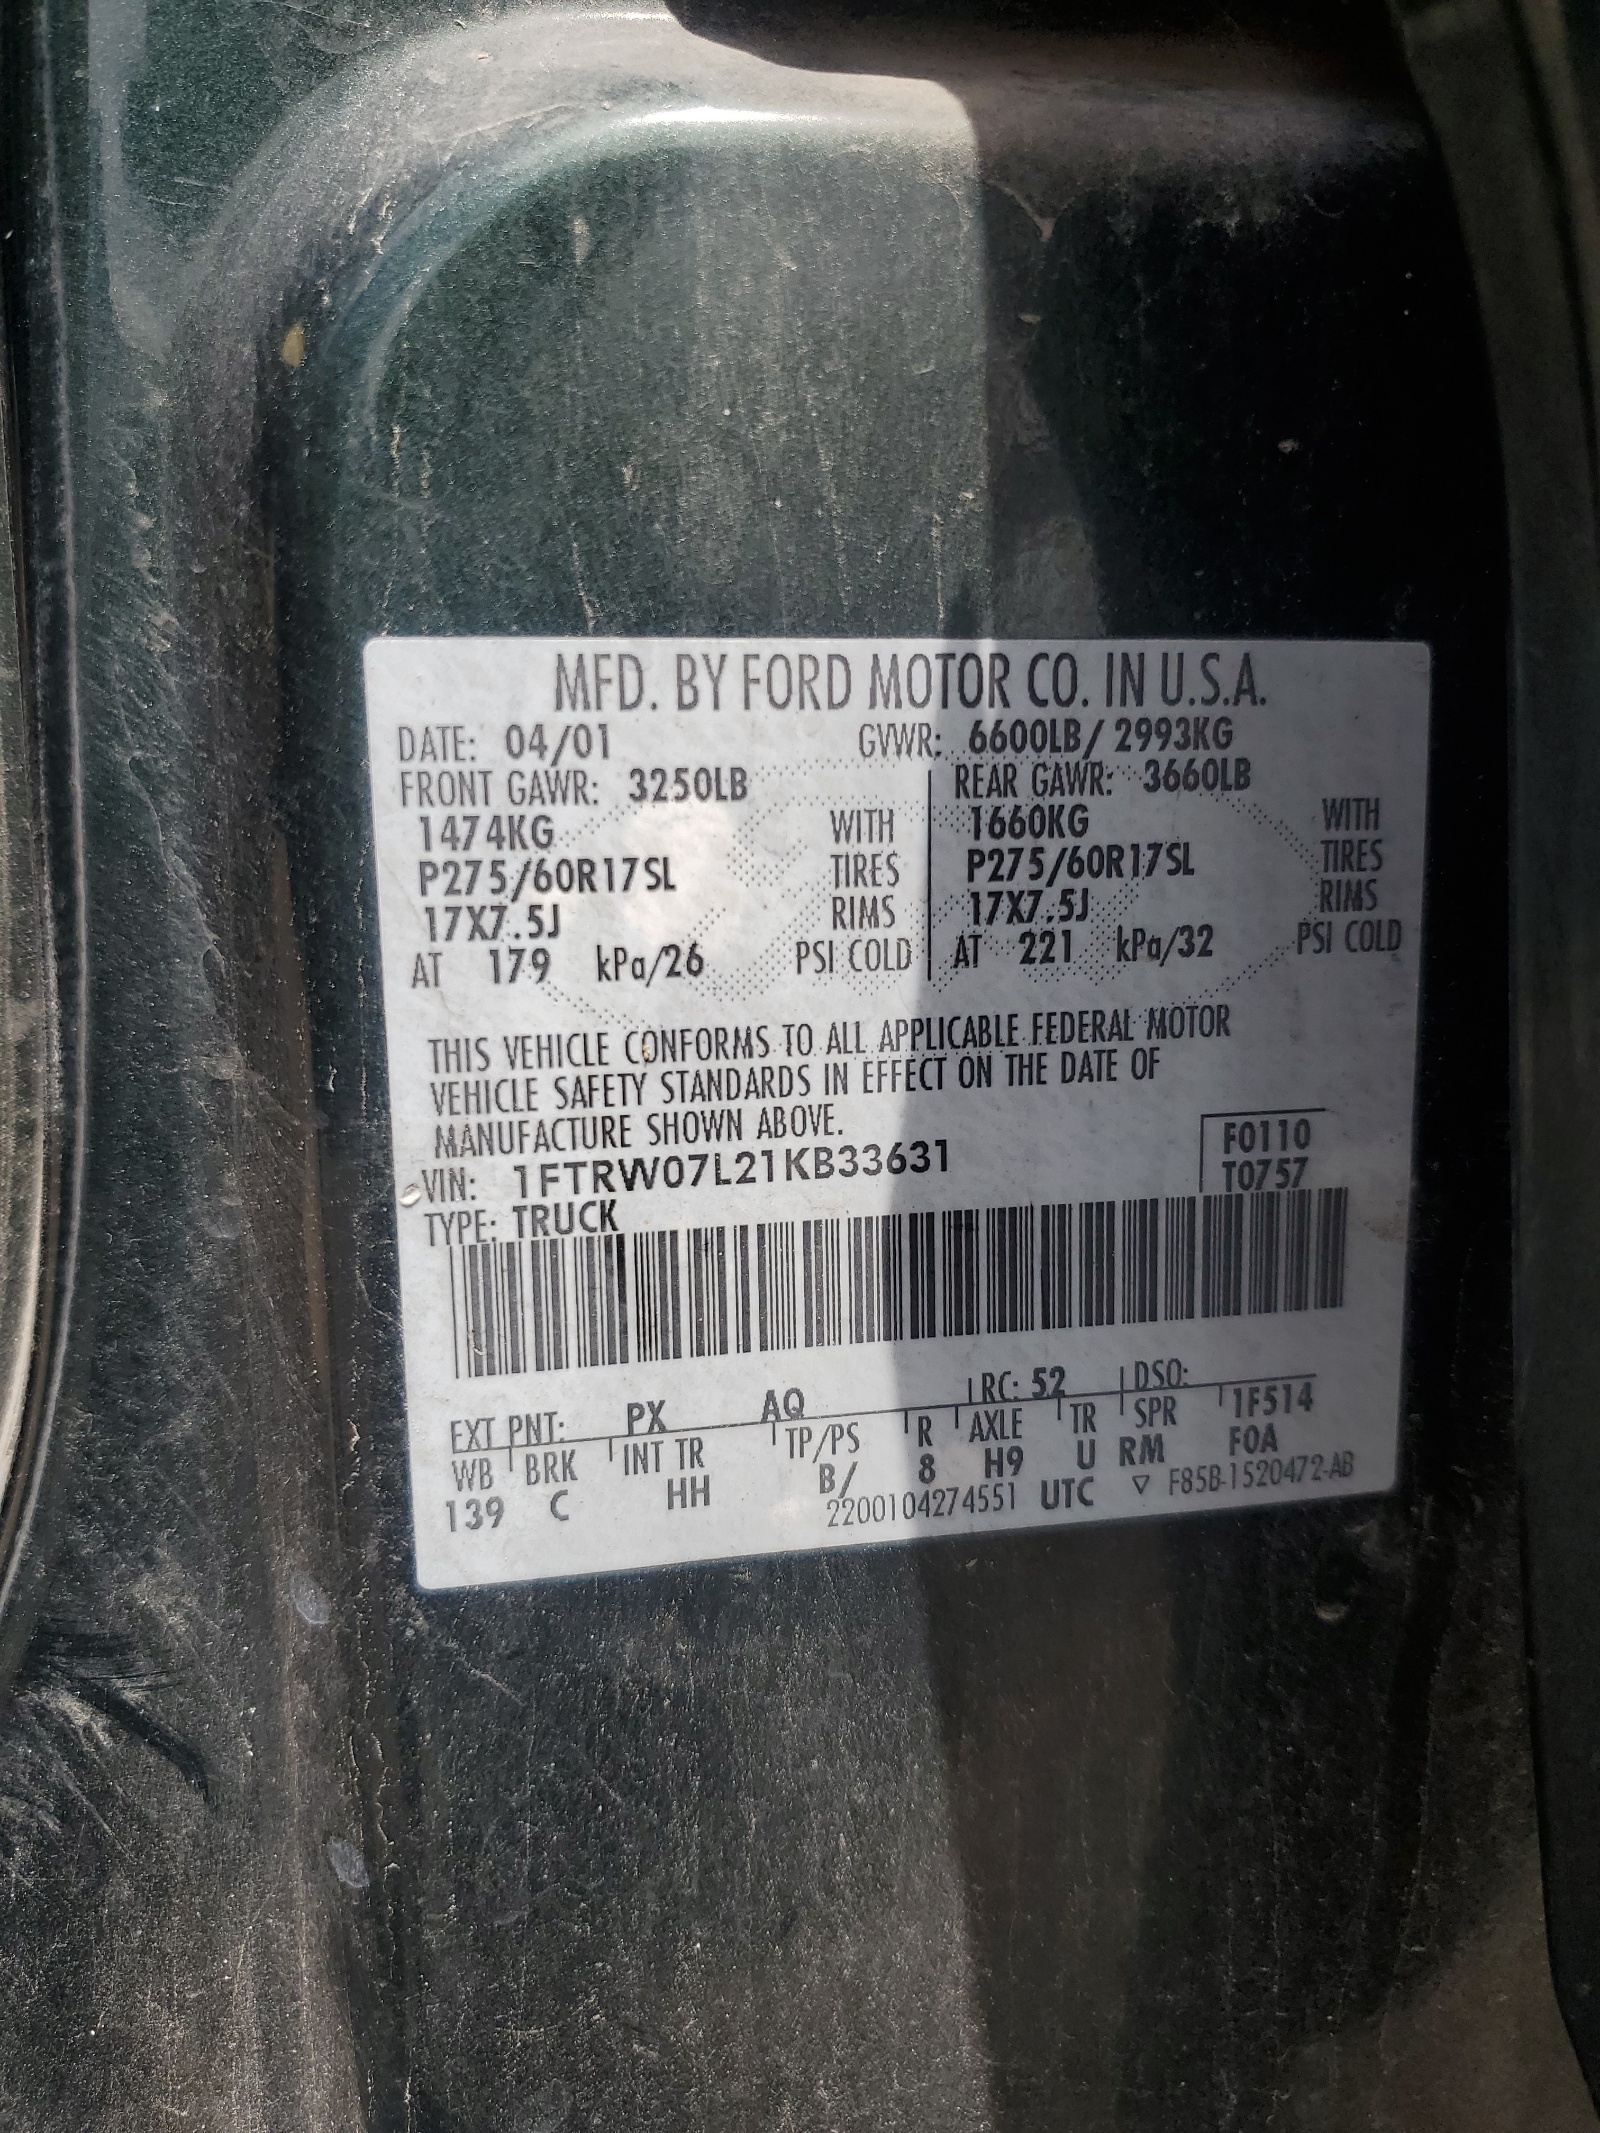 MFD. BY FORD MOTOR CO. IN U.S.A.
DATE: 04/01 GVWR: 6600LB/ 2993KG
FRONT GAWR: 3250LB REAR GAWR: 3660LB
1474KG WITH 1660KG WITH
P275/60R17SL TIRES P275/60R17SL TIRES
17X7.5J RIMS 17X7.5J RIMS
AT 179 kPa/26 PSI COLD AT 221 kPa/32 PSI COLD
THIS VEHICLE CONFORMS TO ALL APPLICABLE FEDERAL MOTOR
VEHICLE SAFETY STANDARDS IN EFFECT ON THE DATE OF
MANUFACTURE SHOWN ABOVE.
F0110
VIN: 1FTRW07L21KB33631
T0757
TYPE: TRUCK
EXT PNT: PX AQ RC: 52 DSO:
WB BRK INT TR TP/PS R AXLE TR SPR 1F514
139 C HH B/ 8 H9 U RM F0A
2200104274551 UTC ▽ F85B-1520472-AB